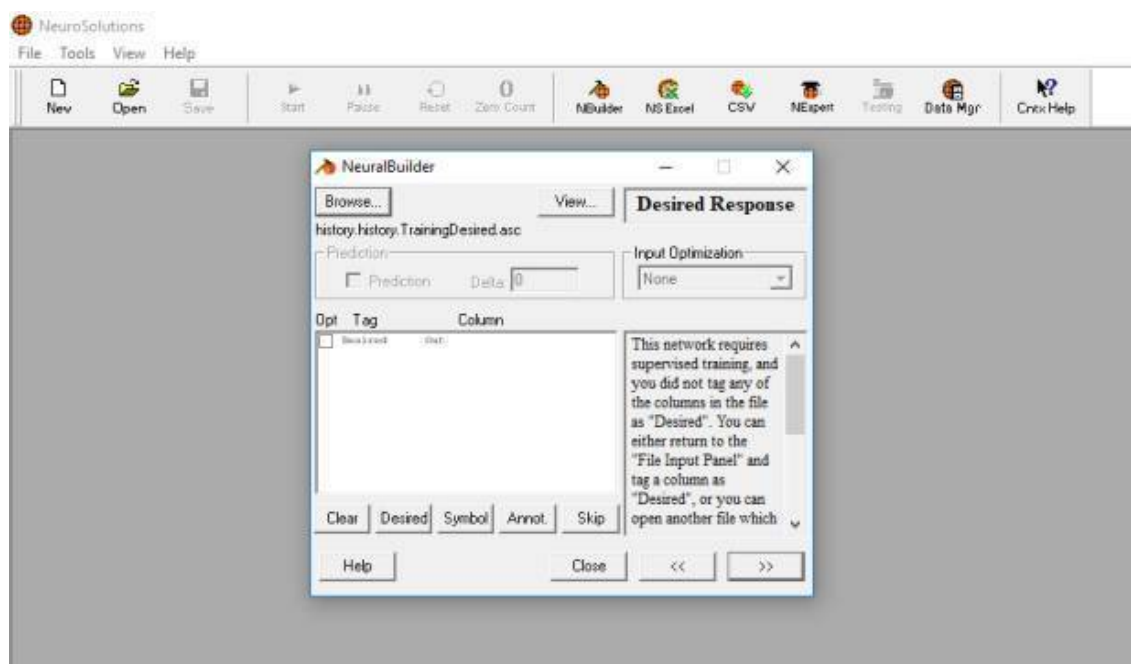 NeuroSolutions
File Tools View Help
New Open Save Start Pause Reset Zero Count NBuilder NS Excel CSV NExpert Testing Data Mgr Cntx Help
NeuralBuilder
Browse... View... Desired Response
history.history.TrainingDesired.asc
Prediction Input Optimization
Prediction Delta: 0 None
Opt Tag Column
Desired Out
This network requires
supervised training, and
you did not tag any of
the columns in the file
as "Desired". You can
either return to the
"File Input Panel" and
tag a column as
"Desired", or you can
open another file which
Clear Desired Symbol Annot. Skip
Help Close << >>